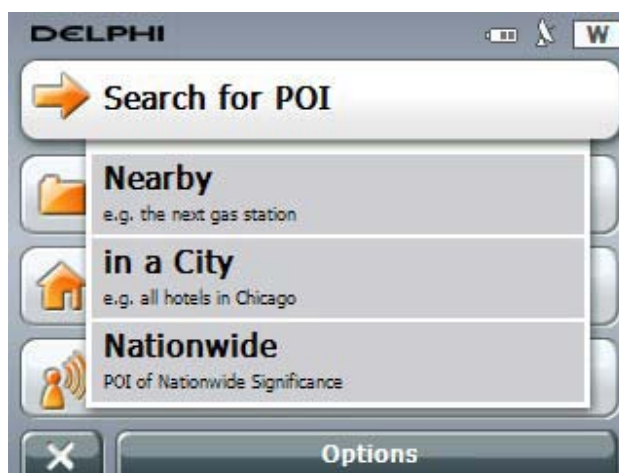 DELPHI
W
Search for POI
Nearby
e.g. the next gas station
in a City
e.g. all hotels in Chicago
Nationwide
POI of Nationwide Significance
Options